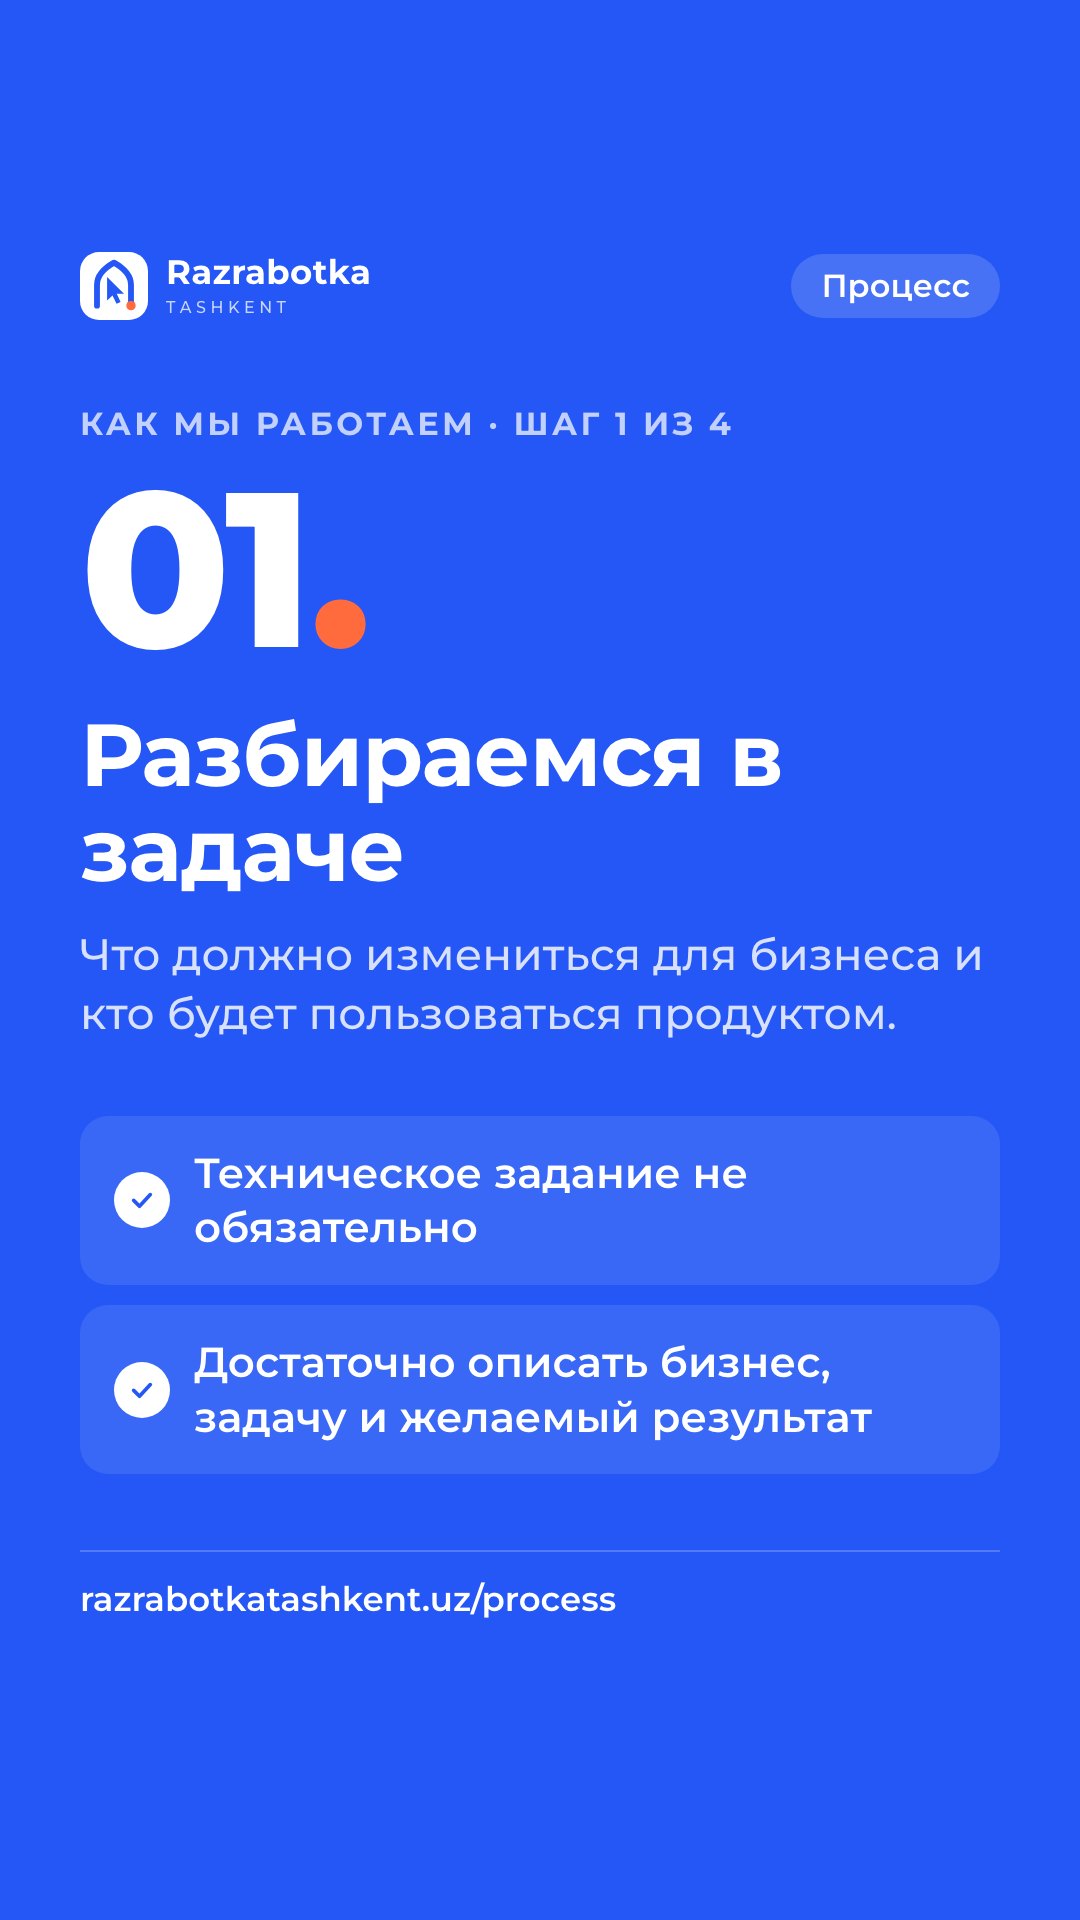 Razrabotka
TASHKENT
Процесс
КАК МЫ РАБОТАЕМ · ШАГ 1 ИЗ 4
01.
Разбираемся в
задаче
Что должно измениться для бизнеса и
кто будет пользоваться продуктом.
Техническое задание не
обязательно
Достаточно описать бизнес,
задачу и желаемый результат
razrabotkatashkent.uz/process